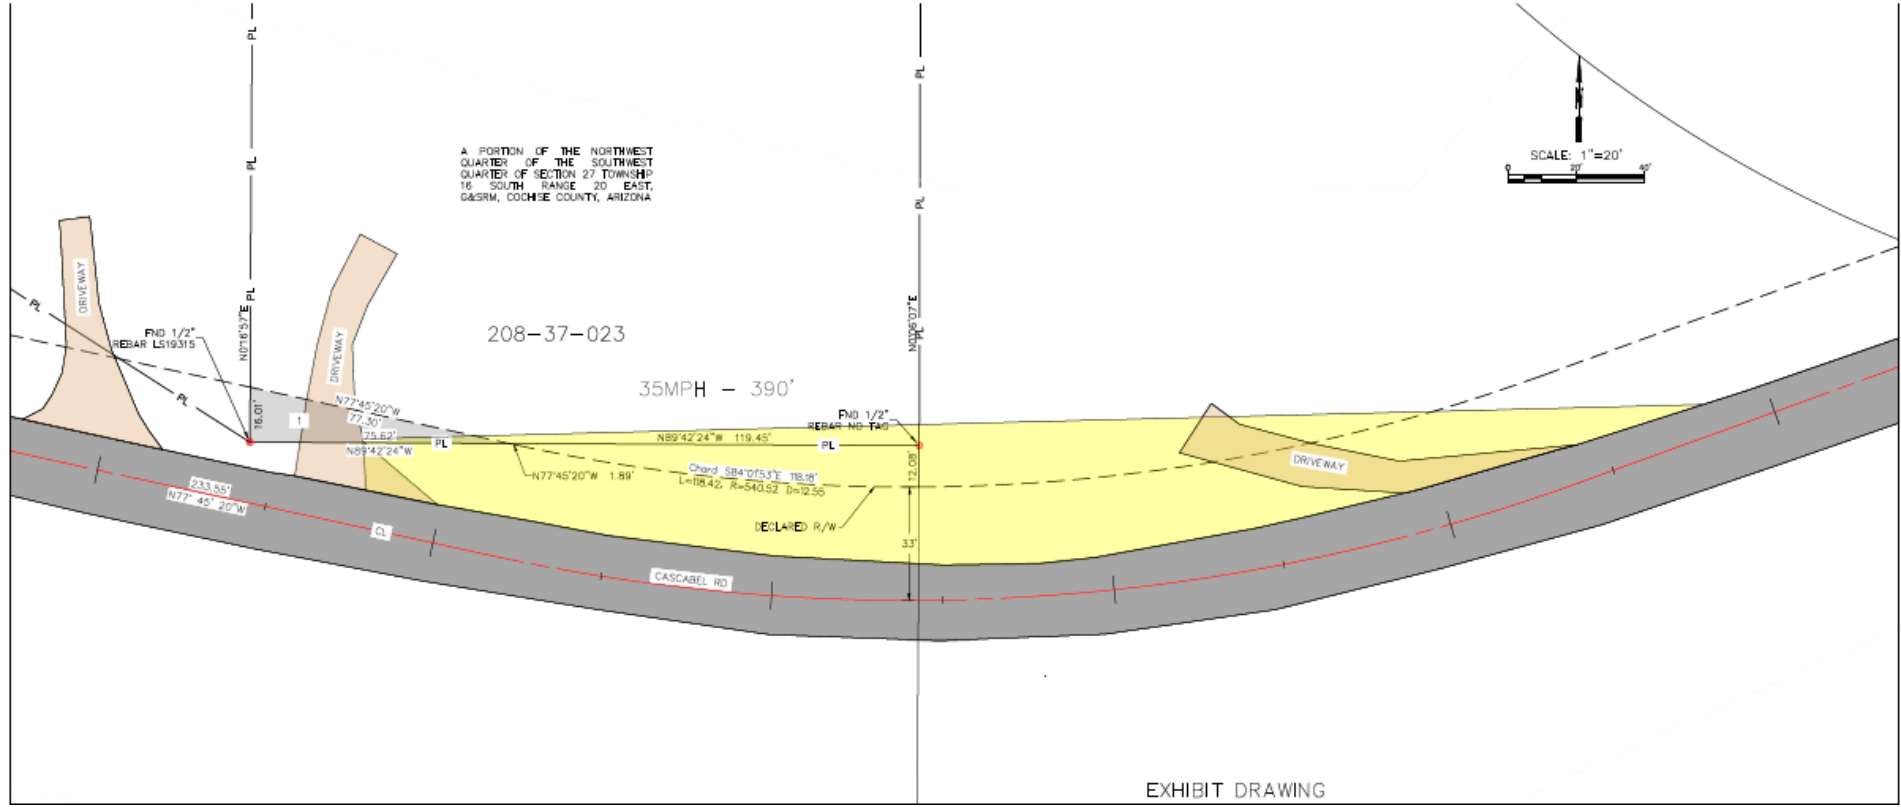 PL
PL
PL
PL
PL
PL
A PORTION OF THE NORTHWEST
QUARTER OF THE SOUTHWEST
QUARTER OF SECTION 27 TOWNSHIP
16 SOUTH RANGE 20 EAST,
G&SRM, COCHISE COUNTY, ARIZONA
SCALE: 1"=20'
0 20' 40'
DRIVEWAY
PL
N0°16'57"E
FND 1/2"
REBAR LS19315
DRIVEWAY
208-37-023
N0°06'07"E
PL
35MPH - 390'
PL
16.01'
1
N77°45'20"W
77.30'
75.62'
N89°42'24"W
PL
FND 1/2"
REBAR NO TAG
N89°42'24"W 119.45'
PL
N77°45'20"W 1.89'
Chord S84°01'53"E 118.18'
L=118.42, R=540.52 D=12.55
12.08'
DRIVEWAY
DECLARED R/W
33'
233.55'
N77° 45' 20"W
CL
CASCABEL RD
EXHIBIT DRAWING